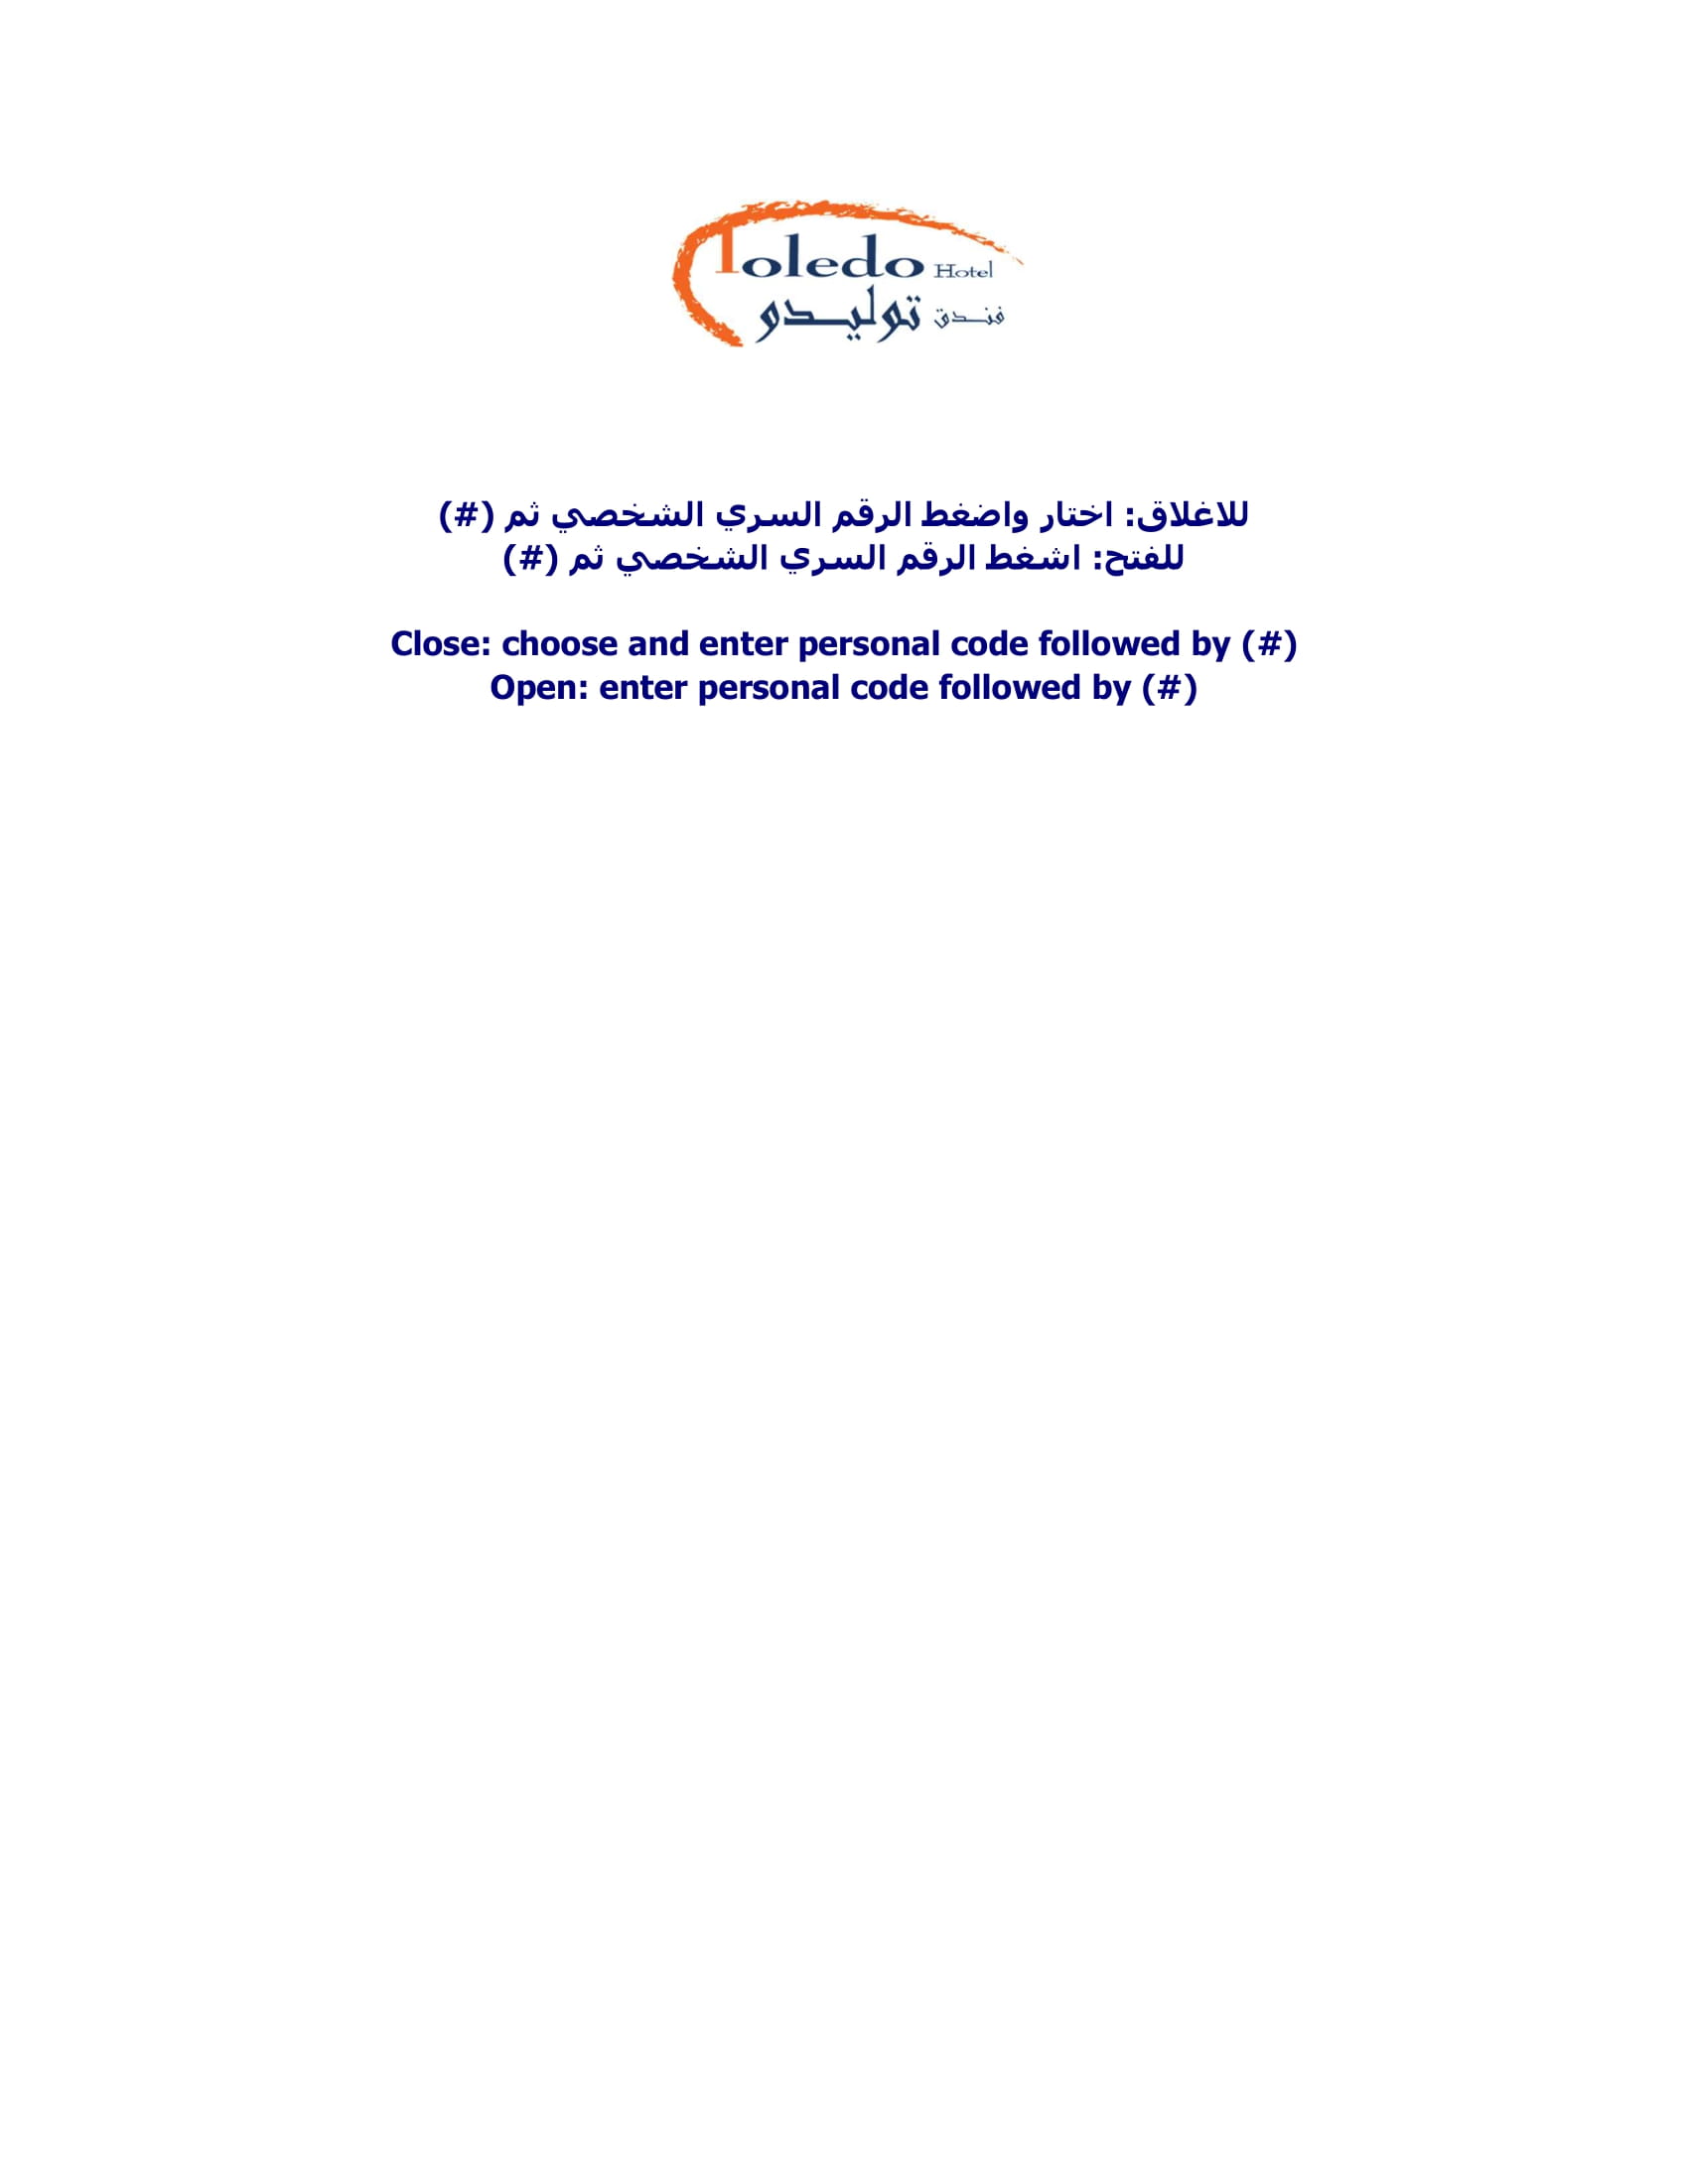 Toledo Hotel
فندق توليدو
للاغلاق: اختار واضغط الرقم السري الشخصي ثم (#)
للفتح: اشغط الرقم السري الشخصي ثم (#)
Close: choose and enter personal code followed by (#)
Open: enter personal code followed by (#)